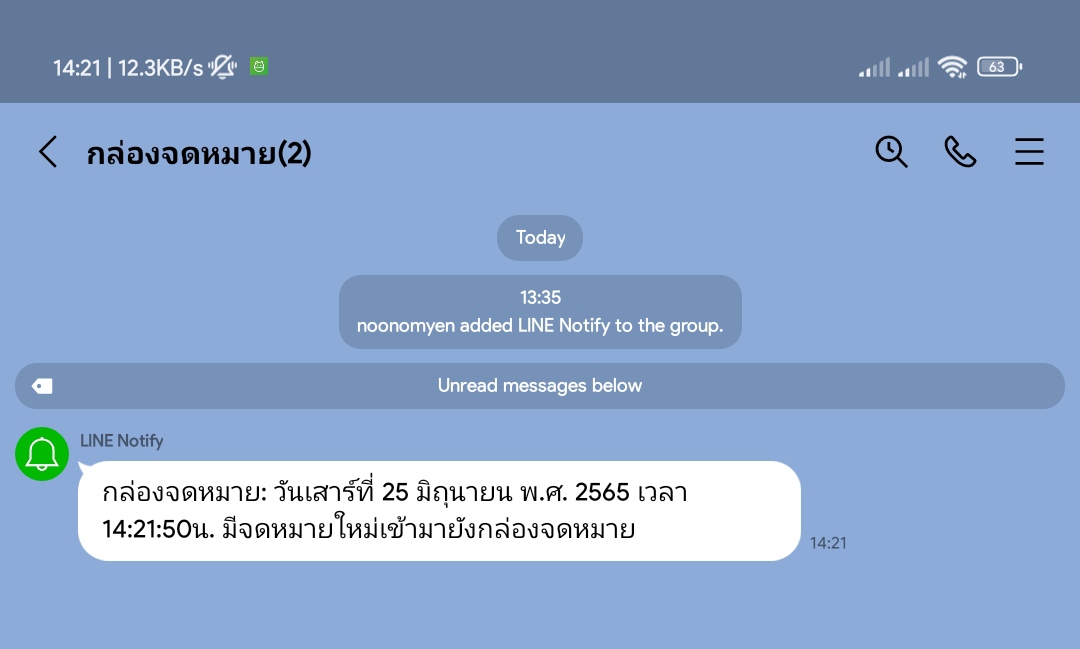 14:21 | 12.3KB/s
63
กล่องจดหมาย(2)
Today
13:35
noonomyen added LINE Notify to the group.
Unread messages below
LINE Notify
กล่องจดหมาย: วันเสาร์ที่ 25 มิถุนายน พ.ศ. 2565 เวลา
14:21:50น. มีจดหมายใหม่เข้ามายังกล่องจดหมาย
14:21